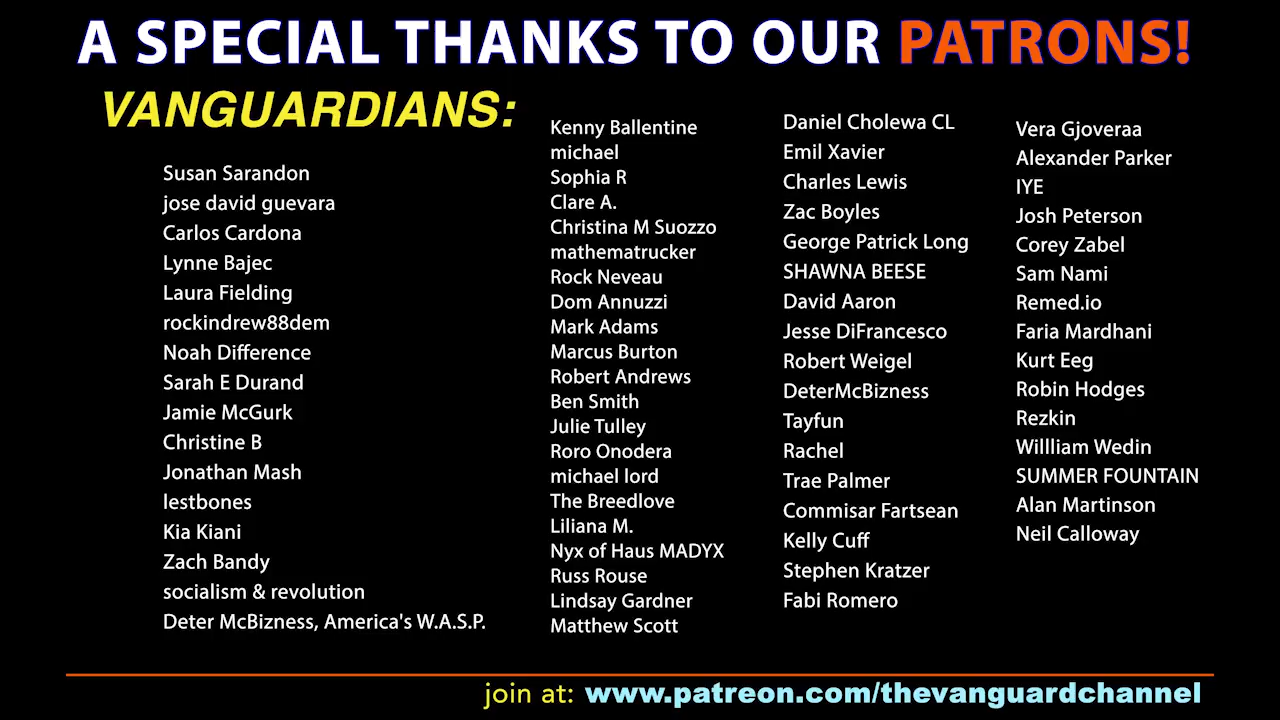 A SPECIAL THANKS TO OUR PATRONS!
VANGUARDIANS:
Susan Sarandon
jose david guevara
Carlos Cardona
Lynne Bajec
Laura Fielding
rockindrew88dem
Noah Difference
Sarah E Durand
Jamie McGurk
Christine B
Jonathan Mash
lestbones
Kia Kiani
Zach Bandy
socialism & revolution
Deter McBizness, America's W.A.S.P.
Kenny Ballentine
michael
Sophia R
Clare A.
Christina M Suozzo
mathematrucker
Rock Neveau
Dom Annuzzi
Mark Adams
Marcus Burton
Robert Andrews
Ben Smith
Julie Tulley
Roro Onodera
michael lord
The Breedlove
Liliana M.
Nyx of Haus MADYX
Russ Rouse
Lindsay Gardner
Matthew Scott
Daniel Cholewa CL
Emil Xavier
Charles Lewis
Zac Boyles
George Patrick Long
SHAWNA BEESE
David Aaron
Jesse DiFrancesco
Robert Weigel
DeterMcBizness
Tayfun
Rachel
Trae Palmer
Commisar Fartsean
Kelly Cuff
Stephen Kratzer
Fabi Romero
Vera Gjoveraa
Alexander Parker
IYE
Josh Peterson
Corey Zabel
Sam Nami
Remed.io
Faria Mardhani
Kurt Eeg
Robin Hodges
Rezkin
Willliam Wedin
SUMMER FOUNTAIN
Alan Martinson
Neil Calloway
join at: www.patreon.com/thevanguardchannel